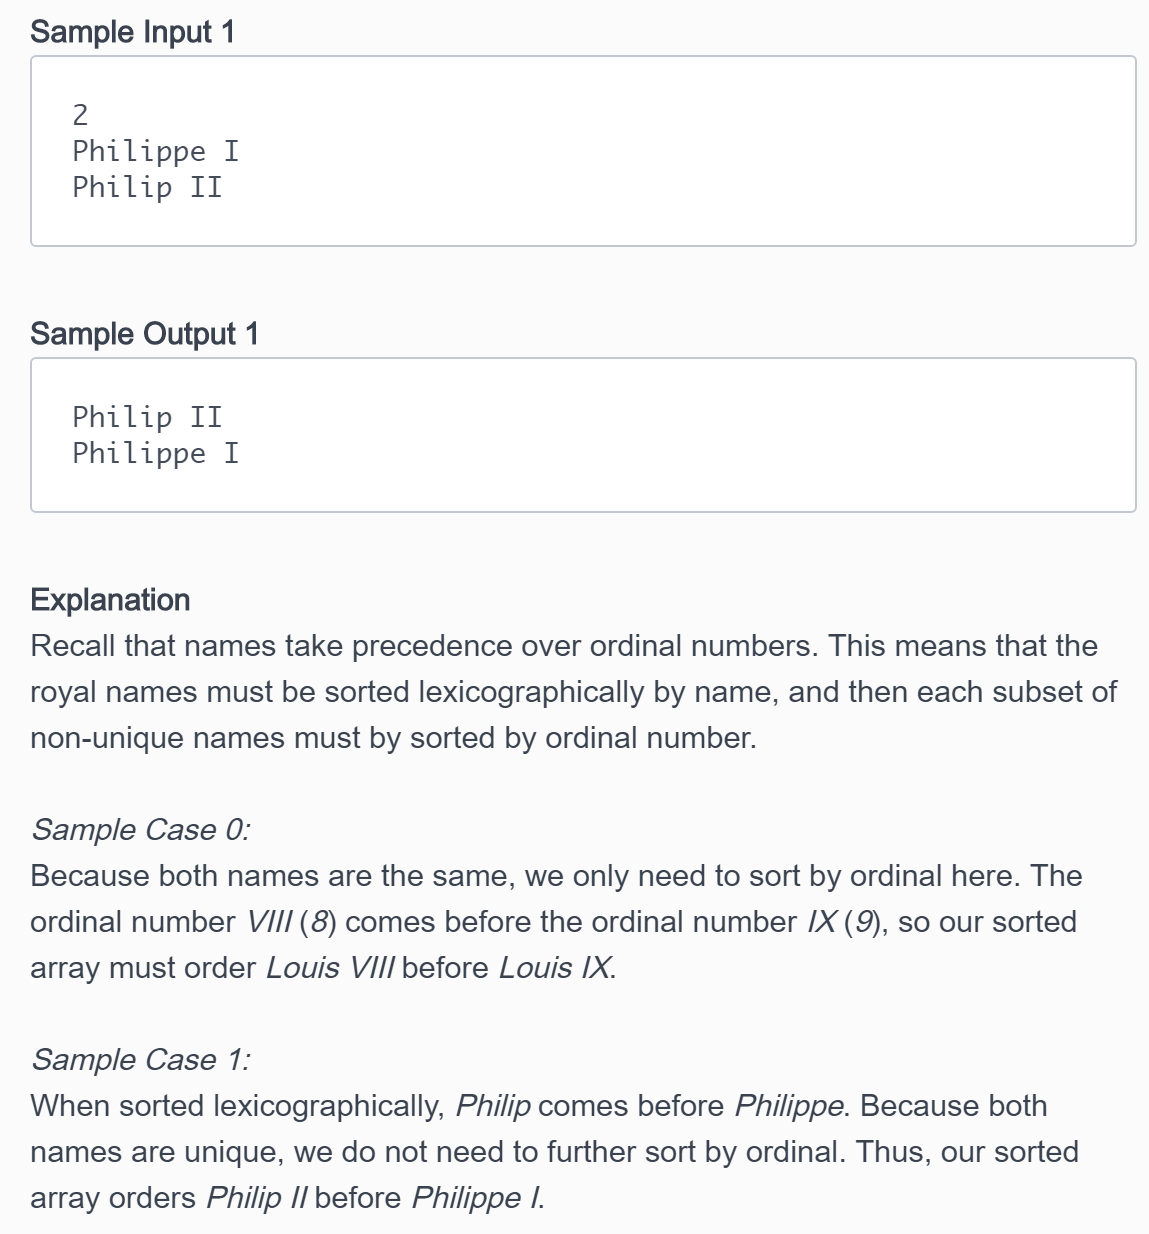 Sample Input 1
2
Philippe I
Philip II
Sample Output 1
Philip II
Philippe I
Explanation
Recall that names take precedence over ordinal numbers. This means that the
royal names must be sorted lexicographically by name, and then each subset of
non-unique names must by sorted by ordinal number.
Sample Case 0:
Because both names are the same, we only need to sort by ordinal here. The
ordinal number VIII (8) comes before the ordinal number IX (9), so our sorted
array must order Louis VIII before Louis IX.
Sample Case 1:
When sorted lexicographically, Philip comes before Philippe. Because both
names are unique, we do not need to further sort by ordinal. Thus, our sorted
array orders Philip II before Philippe I.